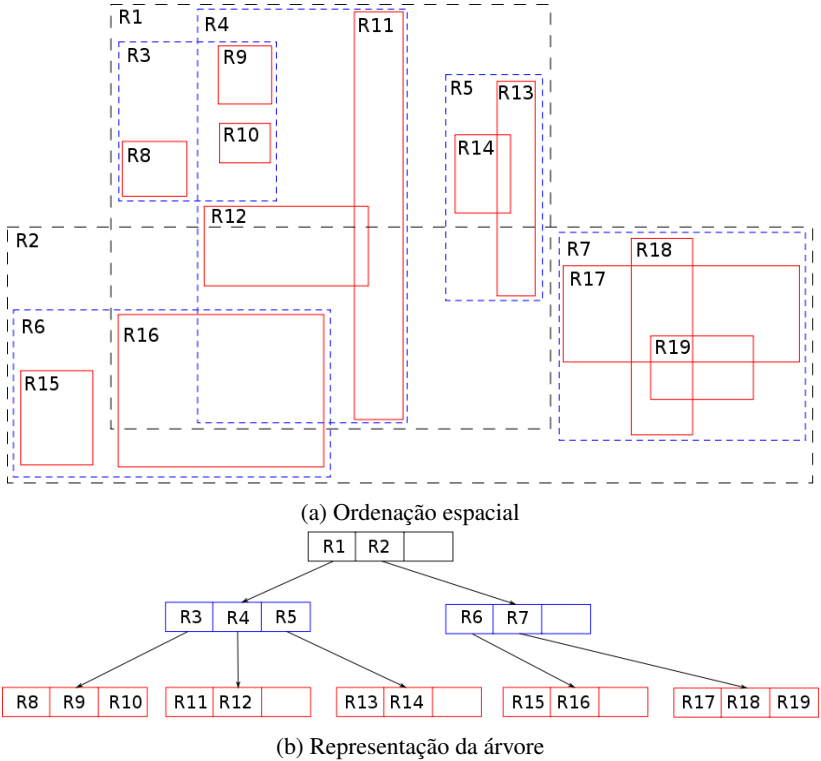 R1
R4
R11
R3
R9
R5
R13
R10
R14
R8
R12
R2
R7
R18
R17
R6
R16
R19
R15
(a) Ordenação espacial
R1 R2
R3 R4 R5
R6 R7
R8 R9 R10
R11 R12
R13 R14
R15 R16
R17 R18 R19
(b) Representação da árvore